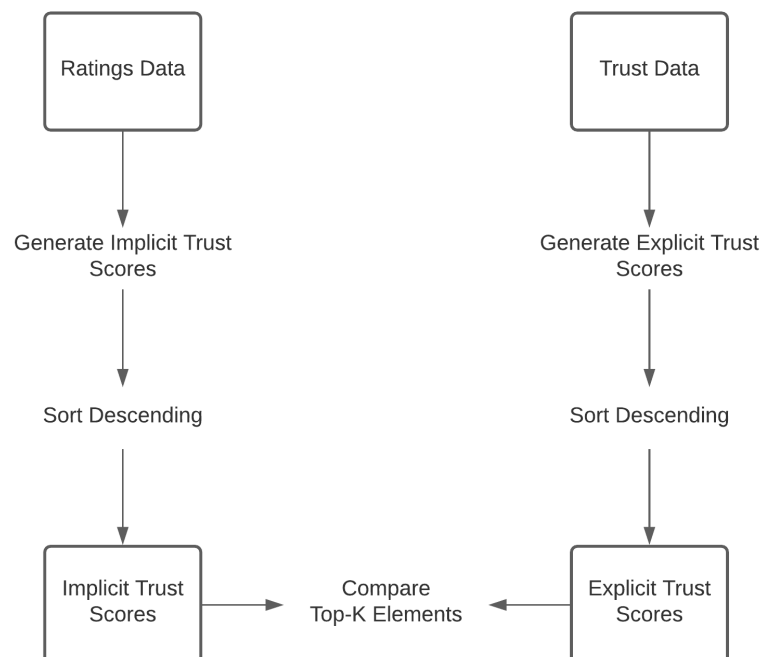 Ratings Data
Trust Data
Generate Implicit Trust
Scores
Generate Explicit Trust
Scores
Sort Descending
Sort Descending
Implicit Trust
Scores
Compare
Top-K Elements
Explicit Trust
Scores